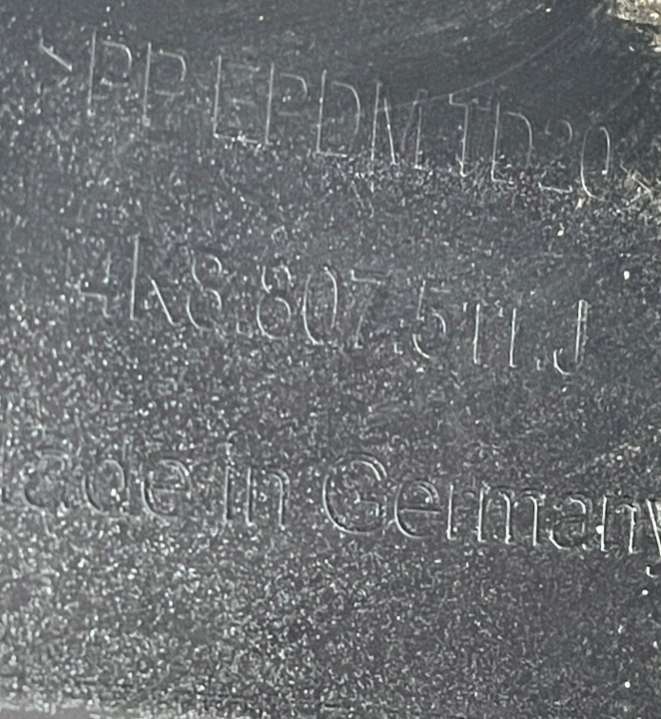 >PP EPDM TD20<
4K8.807.511.J
Made in Germany